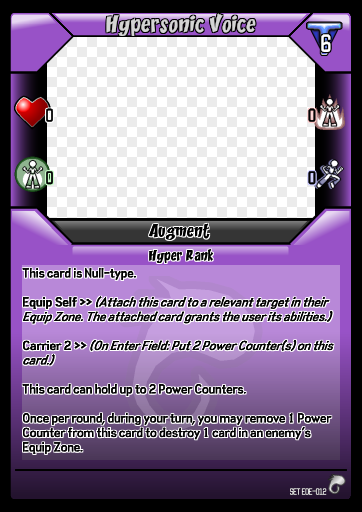 Hypersonic Voice
6
0
0
0
0
Augment
Hyper Rank
This card is Null-type.
Equip Self >> (Attach this card to a relevant target in their
Equip Zone. The attached card grants the user its abilities.)
Carrier 2 >> (On Enter Field: Put 2 Power Counter(s) on this
card.)
This card can hold up to 2 Power Counters.
Once per round, during your turn, you may remove 1 Power
Counter from this card to destroy 1 card in an enemy's
Equip Zone.
SET EOE-012